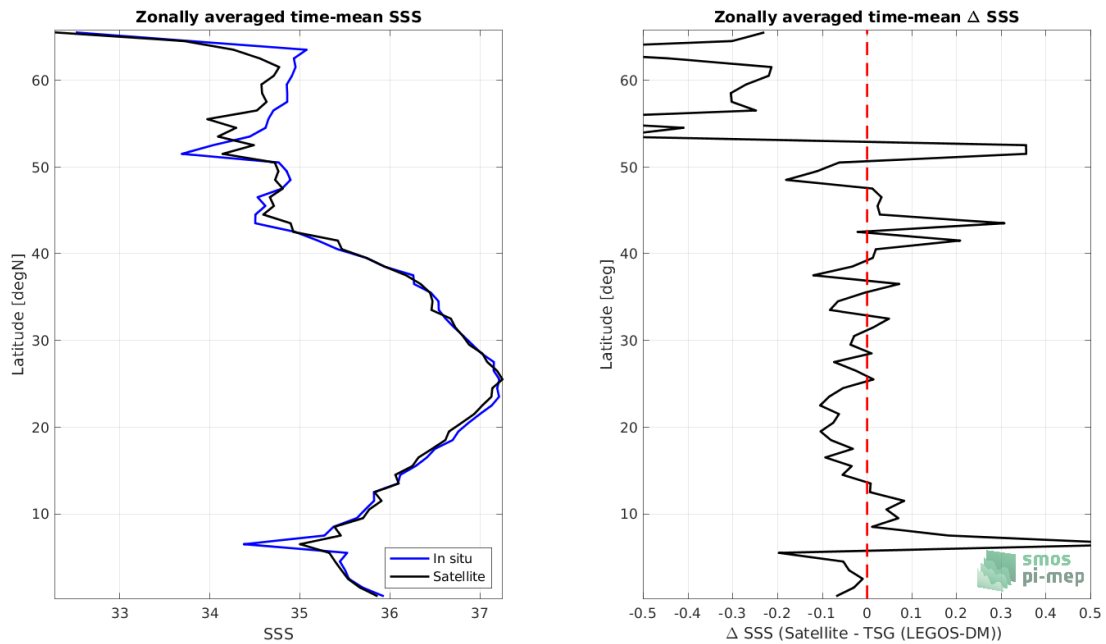 Zonally averaged time-mean SSS
Latitude [degN]
60
50
40
30
20
10
33
34
35
36
37
SSS
In situ
Satellite
Zonally averaged time-mean Δ SSS
Latitude [deg]
60
50
40
30
20
10
-0.5
-0.4
-0.3
-0.2
-0.1
0
0.1
0.2
0.3
0.4
0.5
Δ SSS (Satellite - TSG (LEGOS-DM))
smos
pi-mep